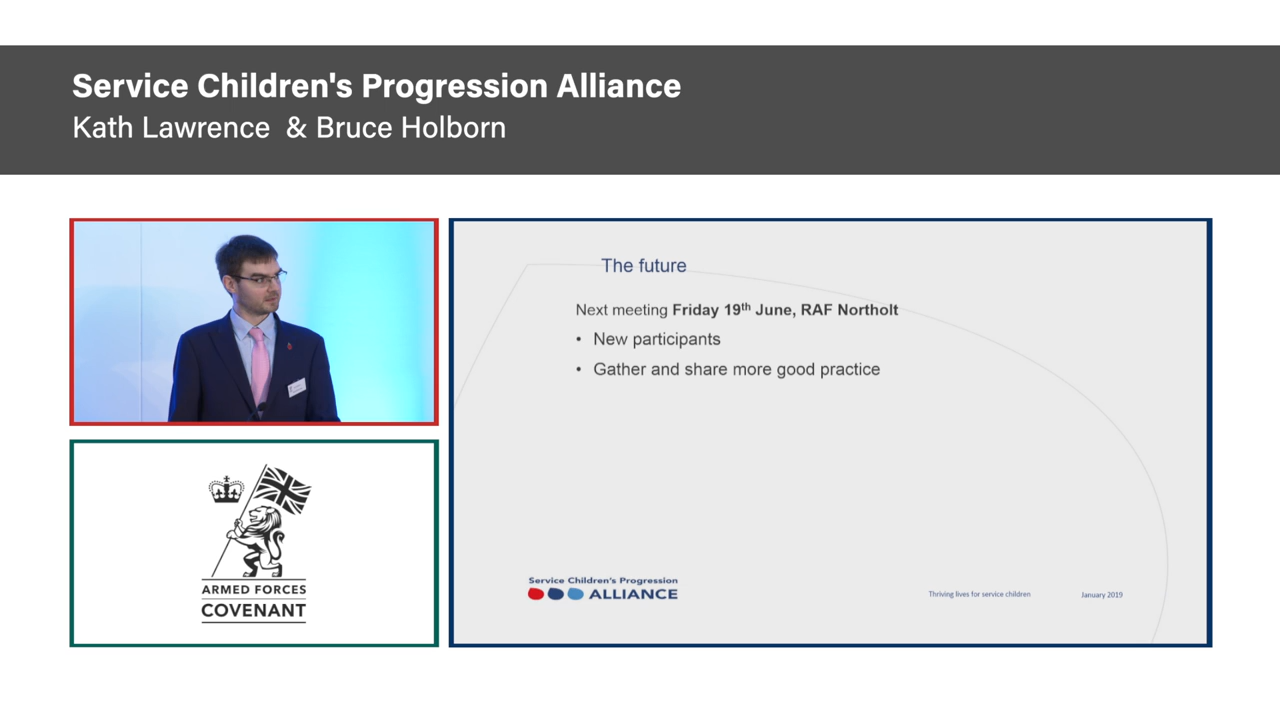 Service Children's Progression Alliance
Kath Lawrence & Bruce Holborn
The future
Next meeting Friday 19th June, RAF Northolt
• New participants
• Gather and share more good practice
Service Children's Progression
ALLIANCE
Thriving lives for service children
January 2019
ARMED FORCES
COVENANT